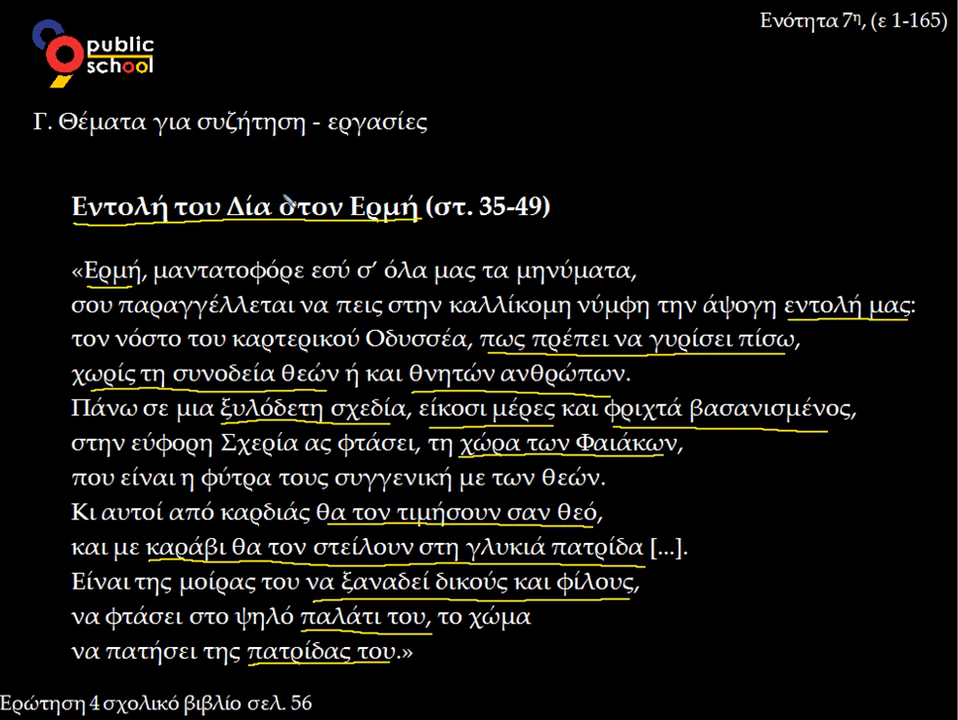 Ενότητα 7η, (ε 1-165)
public
school
Γ. Θέματα για συζήτηση - εργασίες
Εντολή του Δία στον Ερμή (στ. 35-49)
«Ερμή, μαντατοφόρε εσύ σ' όλα μας τα μηνύματα,
σου παραγγέλλεται να πεις στην καλλίκομη νύμφη την άψογη εντολή μας:
τον νόστο του καρτερικού Οδυσσέα, πως πρέπει να γυρίσει πίσω,
χωρίς τη συνοδεία θεών ή και θνητών ανθρώπων.
Πάνω σε μια ξυλόδετη σχεδία, είκοσι μέρες και φριχτά βασανισμένος,
στην εύφορη Σχερία ας φτάσει, τη χώρα των Φαιάκων,
που είναι η φύτρα τους συγγενική με των θεών.
Κι αυτοί από καρδιάς θα τον τιμήσουν σαν θεό,
και με καράβι θα τον στείλουν στη γλυκιά πατρίδα [...].
Είναι της μοίρας του να ξαναδεί δικούς και φίλους,
να φτάσει στο ψηλό παλάτι του, το χώμα
να πατήσει της πατρίδας του.»
Ερώτηση 4 σχολικό βιβλίο σελ. 56